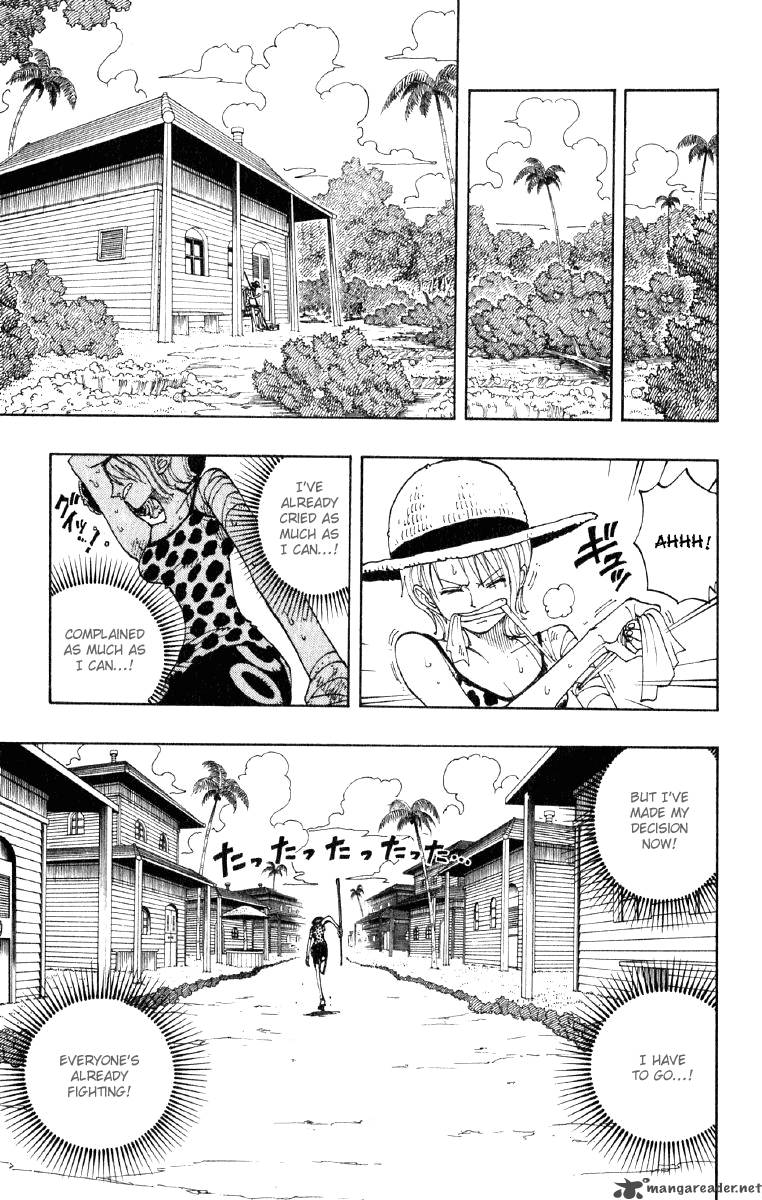 AHHH!
ギュッ
I'VE
ALREADY
CRIED AS
MUCH AS
I CAN...!
グイッ...?
COMPLAINED
AS MUCH AS
I CAN...!
BUT I'VE
MADE MY
DECISION
NOW!
たったったったった...
I HAVE
TO GO...!
EVERYONE'S
ALREADY
FIGHTING!
mangareader.net